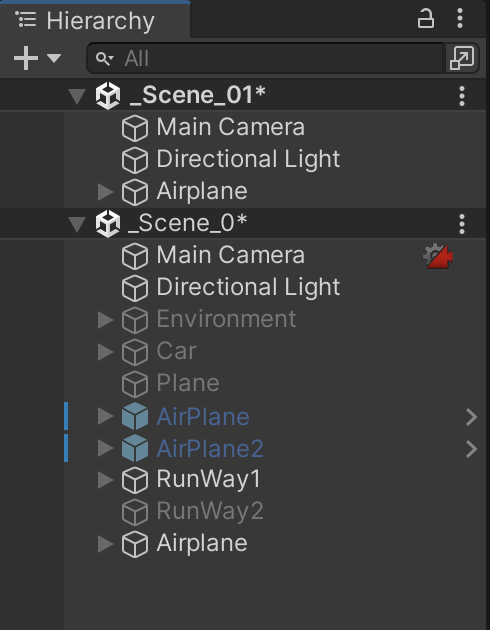 Hierarchy
All
_Scene_01*
Main Camera
Directional Light
Airplane
_Scene_0*
Main Camera
Directional Light
Environment
Car
Plane
AirPlane
AirPlane2
RunWay1
RunWay2
Airplane